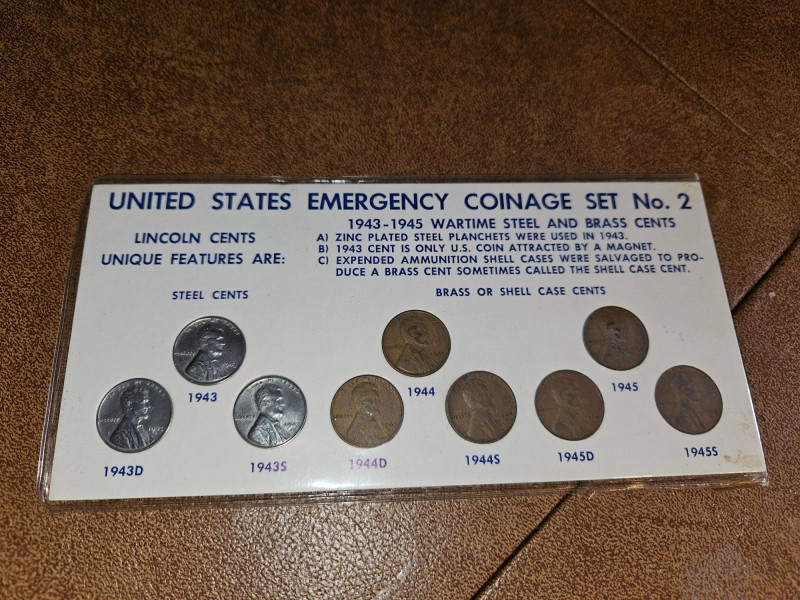 UNITED STATES EMERGENCY COINAGE SET No. 2
1943-1945 WARTIME STEEL AND BRASS CENTS
LINCOLN CENTS
UNIQUE FEATURES ARE:
A) ZINC PLATED STEEL PLANCHETS WERE USED IN 1943.
B) 1943 CENT IS ONLY U.S. COIN ATTRACTED BY A MAGNET.
C) EXPENDED AMMUNITION SHELL CASES WERE SALVAGED TO PRO-
DUCE A BRASS CENT SOMETIMES CALLED THE SHELL CASE CENT.
STEEL CENTS
BRASS OR SHELL CASE CENTS
1943
1944
1945
1943D
1943S
1944D
1944S
1945D
1945S